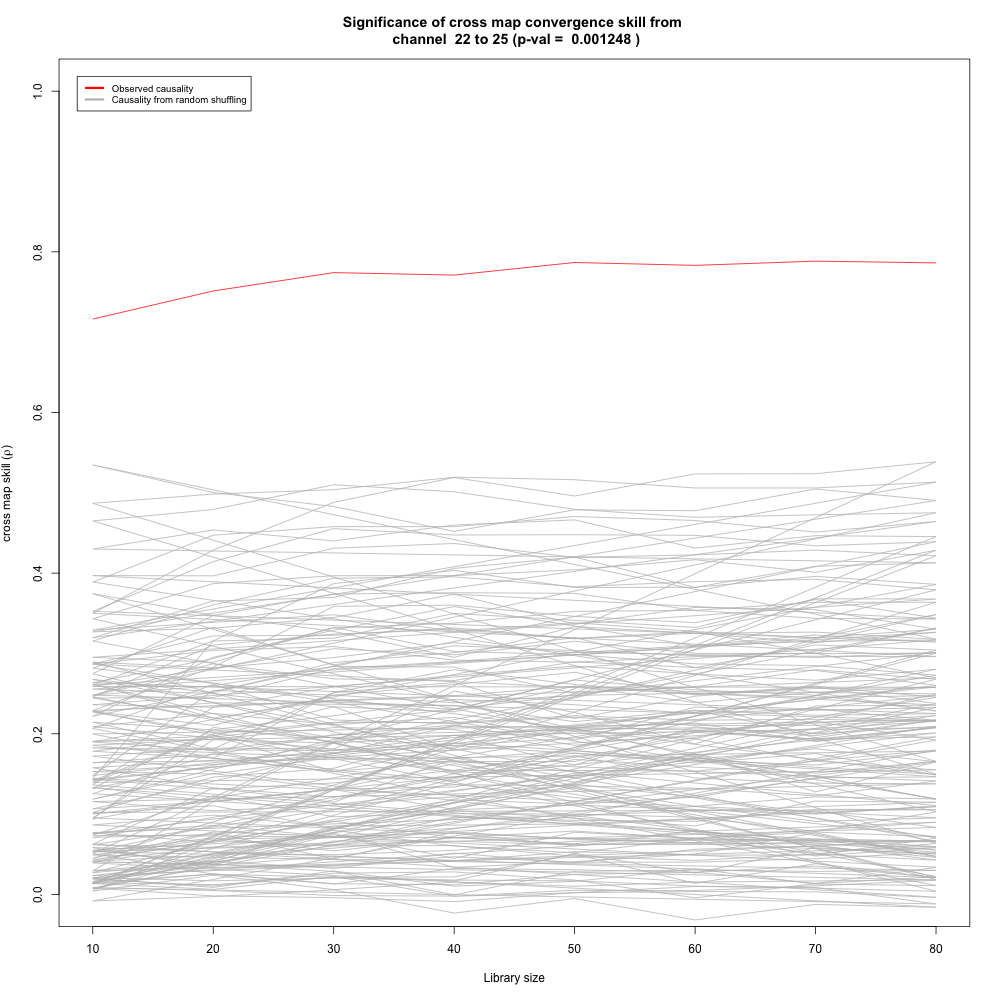 Significance of cross map convergence skill from
channel  22 to 25 (p-val =  0.001248 )
Observed causality
Causality from random shuffling
1.0
0.8
0.6
0.4
0.2
0.0
cross map skill (ρ)
10 20 30 40 50 60 70 80
Library size